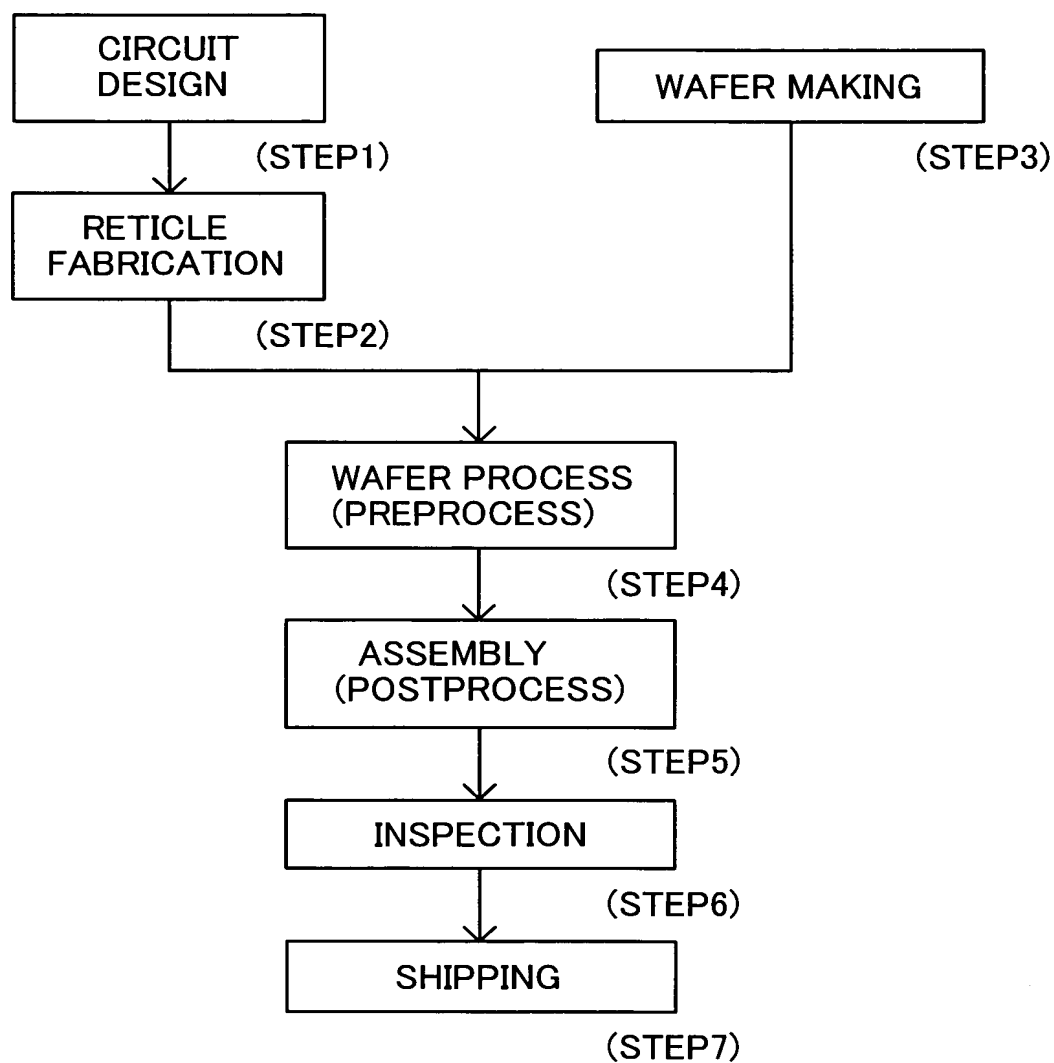 CIRCUIT
DESIGN
(STEP1)
RETICLE
FABRICATION
(STEP2)
WAFER MAKING
(STEP3)
WAFER PROCESS
(PREPROCESS)
(STEP4)
ASSEMBLY
(POSTPROCESS)
(STEP5)
INSPECTION
(STEP6)
SHIPPING
(STEP7)